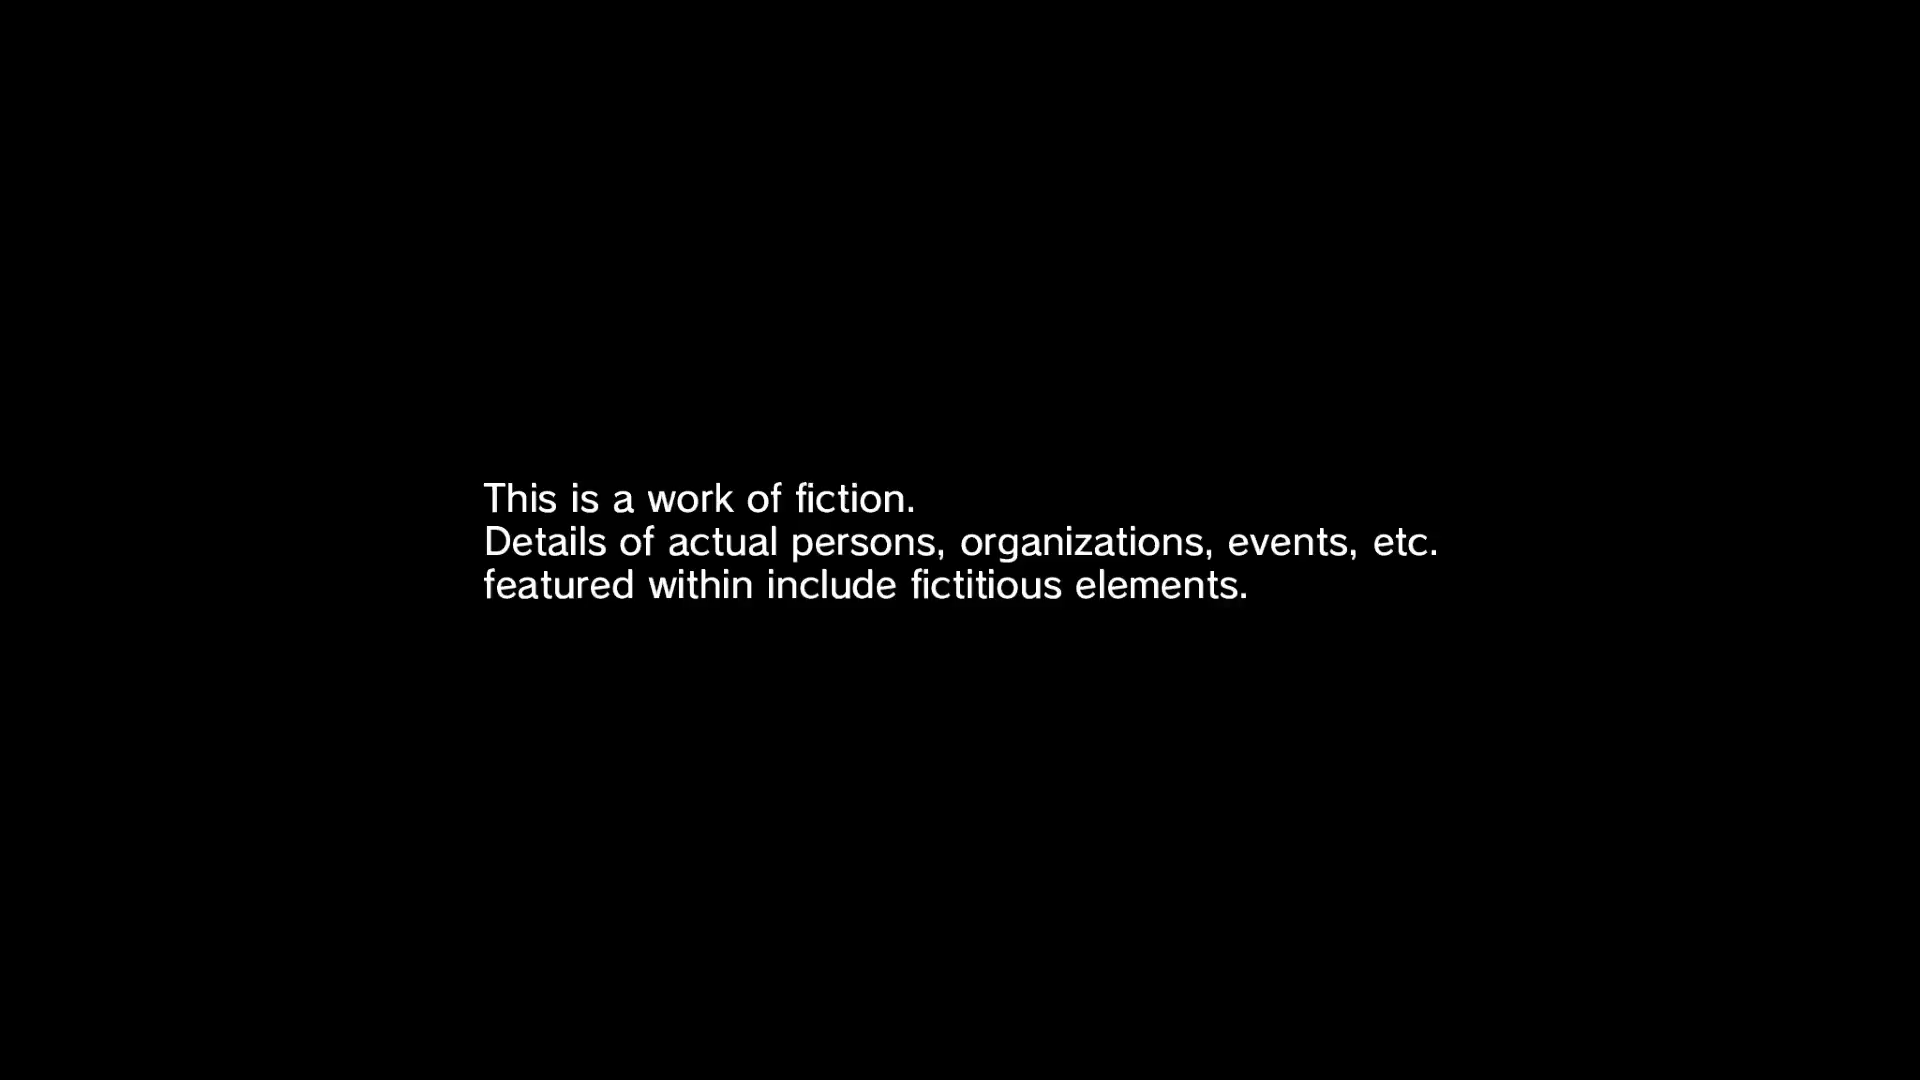 This is a work of fiction.
Details of actual persons, organizations, events, etc.
featured within include fictitious elements.